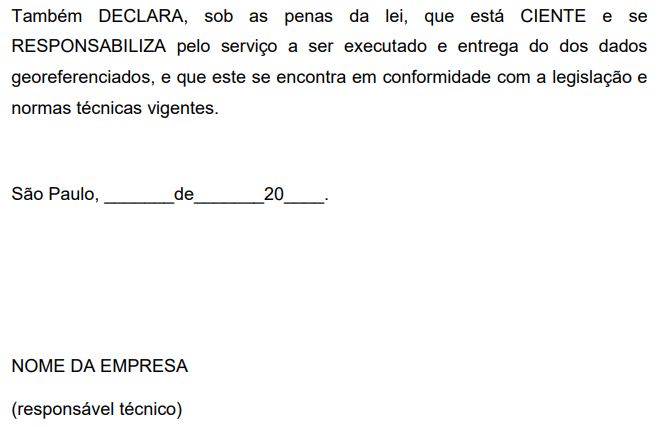 Também DECLARA, sob as penas da lei, que está CIENTE e se
RESPONSABILIZA pelo serviço a ser executado e entrega do dos dados
georeferenciados, e que este se encontra em conformidade com a legislação e
normas técnicas vigentes.
São Paulo, _______de_______20____.
NOME DA EMPRESA
(responsável técnico)